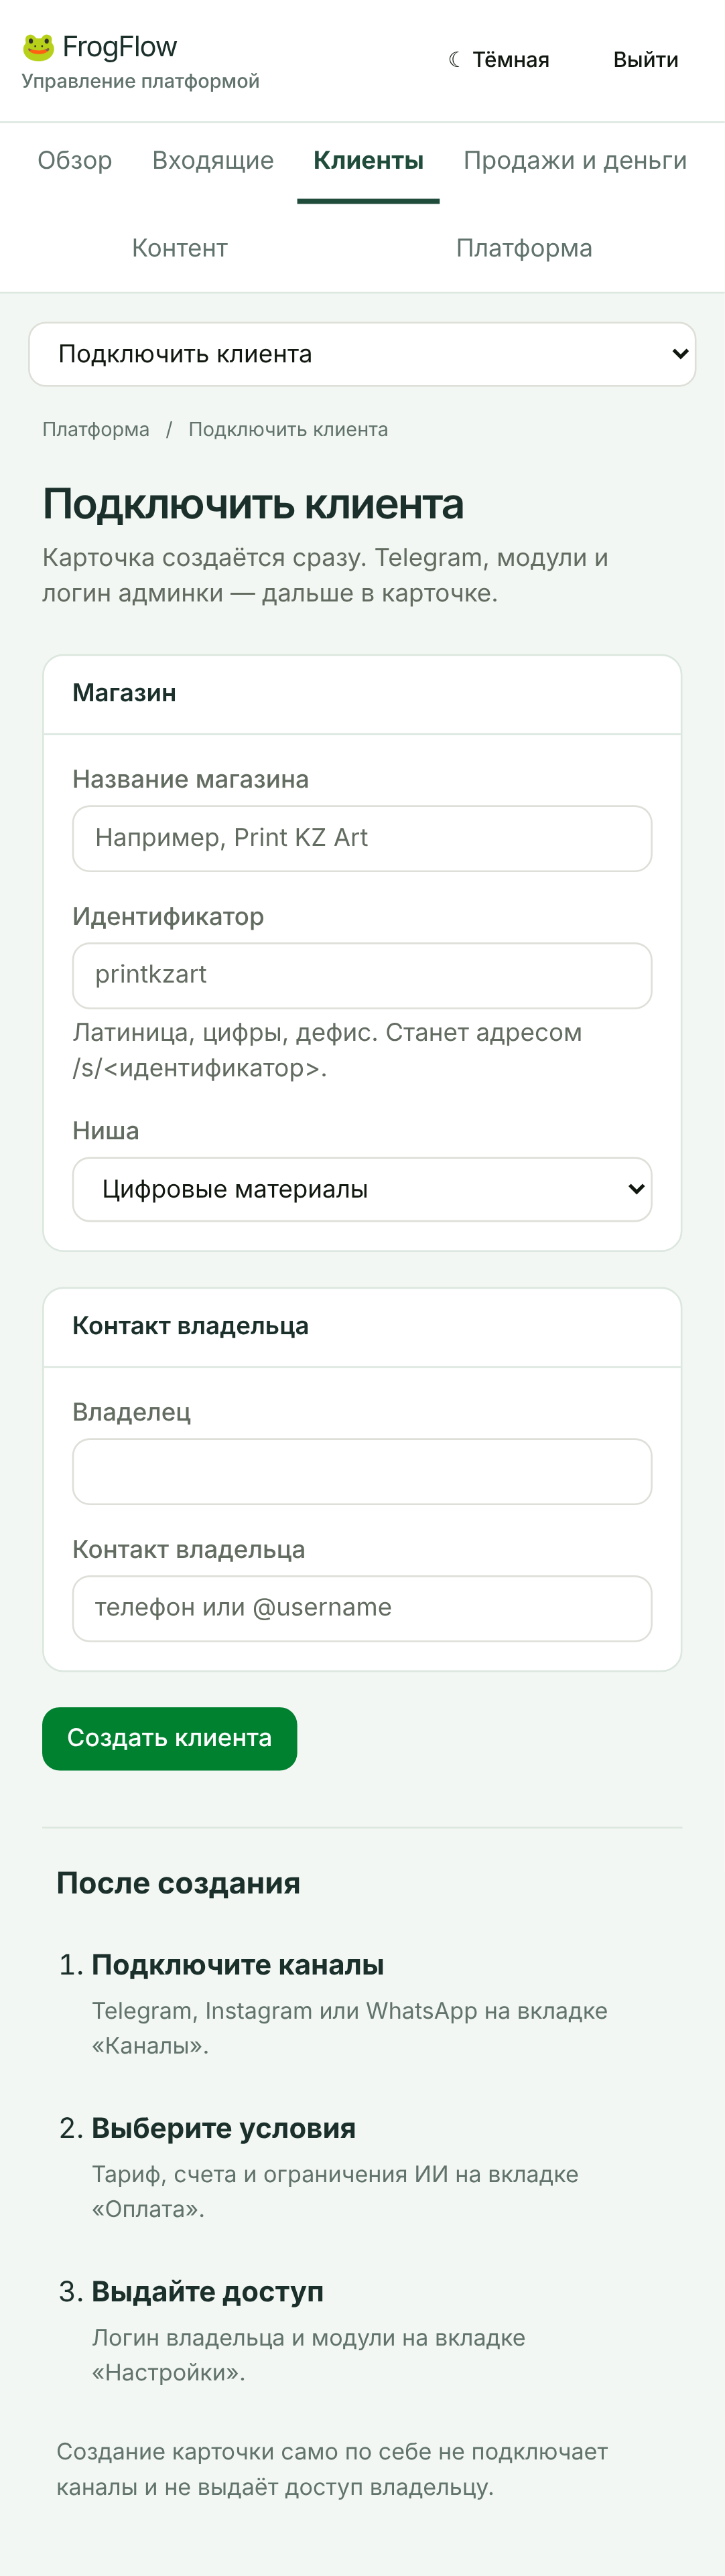 🐸 FrogFlow
Управление платформой
☾ Тёмная
Выйти
Обзор
Входящие
Клиенты
Продажи и деньги
Контент
Платформа
Подключить клиента
Платформа / Подключить клиента
Подключить клиента
Карточка создаётся сразу. Telegram, модули и
логин админки — дальше в карточке.
Магазин
Название магазина
Например, Print KZ Art
Идентификатор
printkzart
Латиница, цифры, дефис. Станет адресом
/s/<идентификатор>.
Ниша
Цифровые материалы
Контакт владельца
Владелец
Контакт владельца
телефон или @username
Создать клиента
После создания
1. Подключите каналы
Telegram, Instagram или WhatsApp на вкладке
«Каналы».
2. Выберите условия
Тариф, счета и ограничения ИИ на вкладке
«Оплата».
3. Выдайте доступ
Логин владельца и модули на вкладке
«Настройки».
Создание карточки само по себе не подключает
каналы и не выдаёт доступ владельцу.